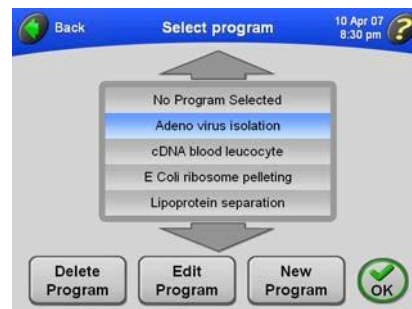 Back
Select program
10 Apr 07
8:30 pm
?
No Program Selected
Adeno virus isolation
cDNA blood leucocyte
E Coli ribosome pelleting
Lipoprotein separation
Delete
Program
Edit
Program
New
Program
OK